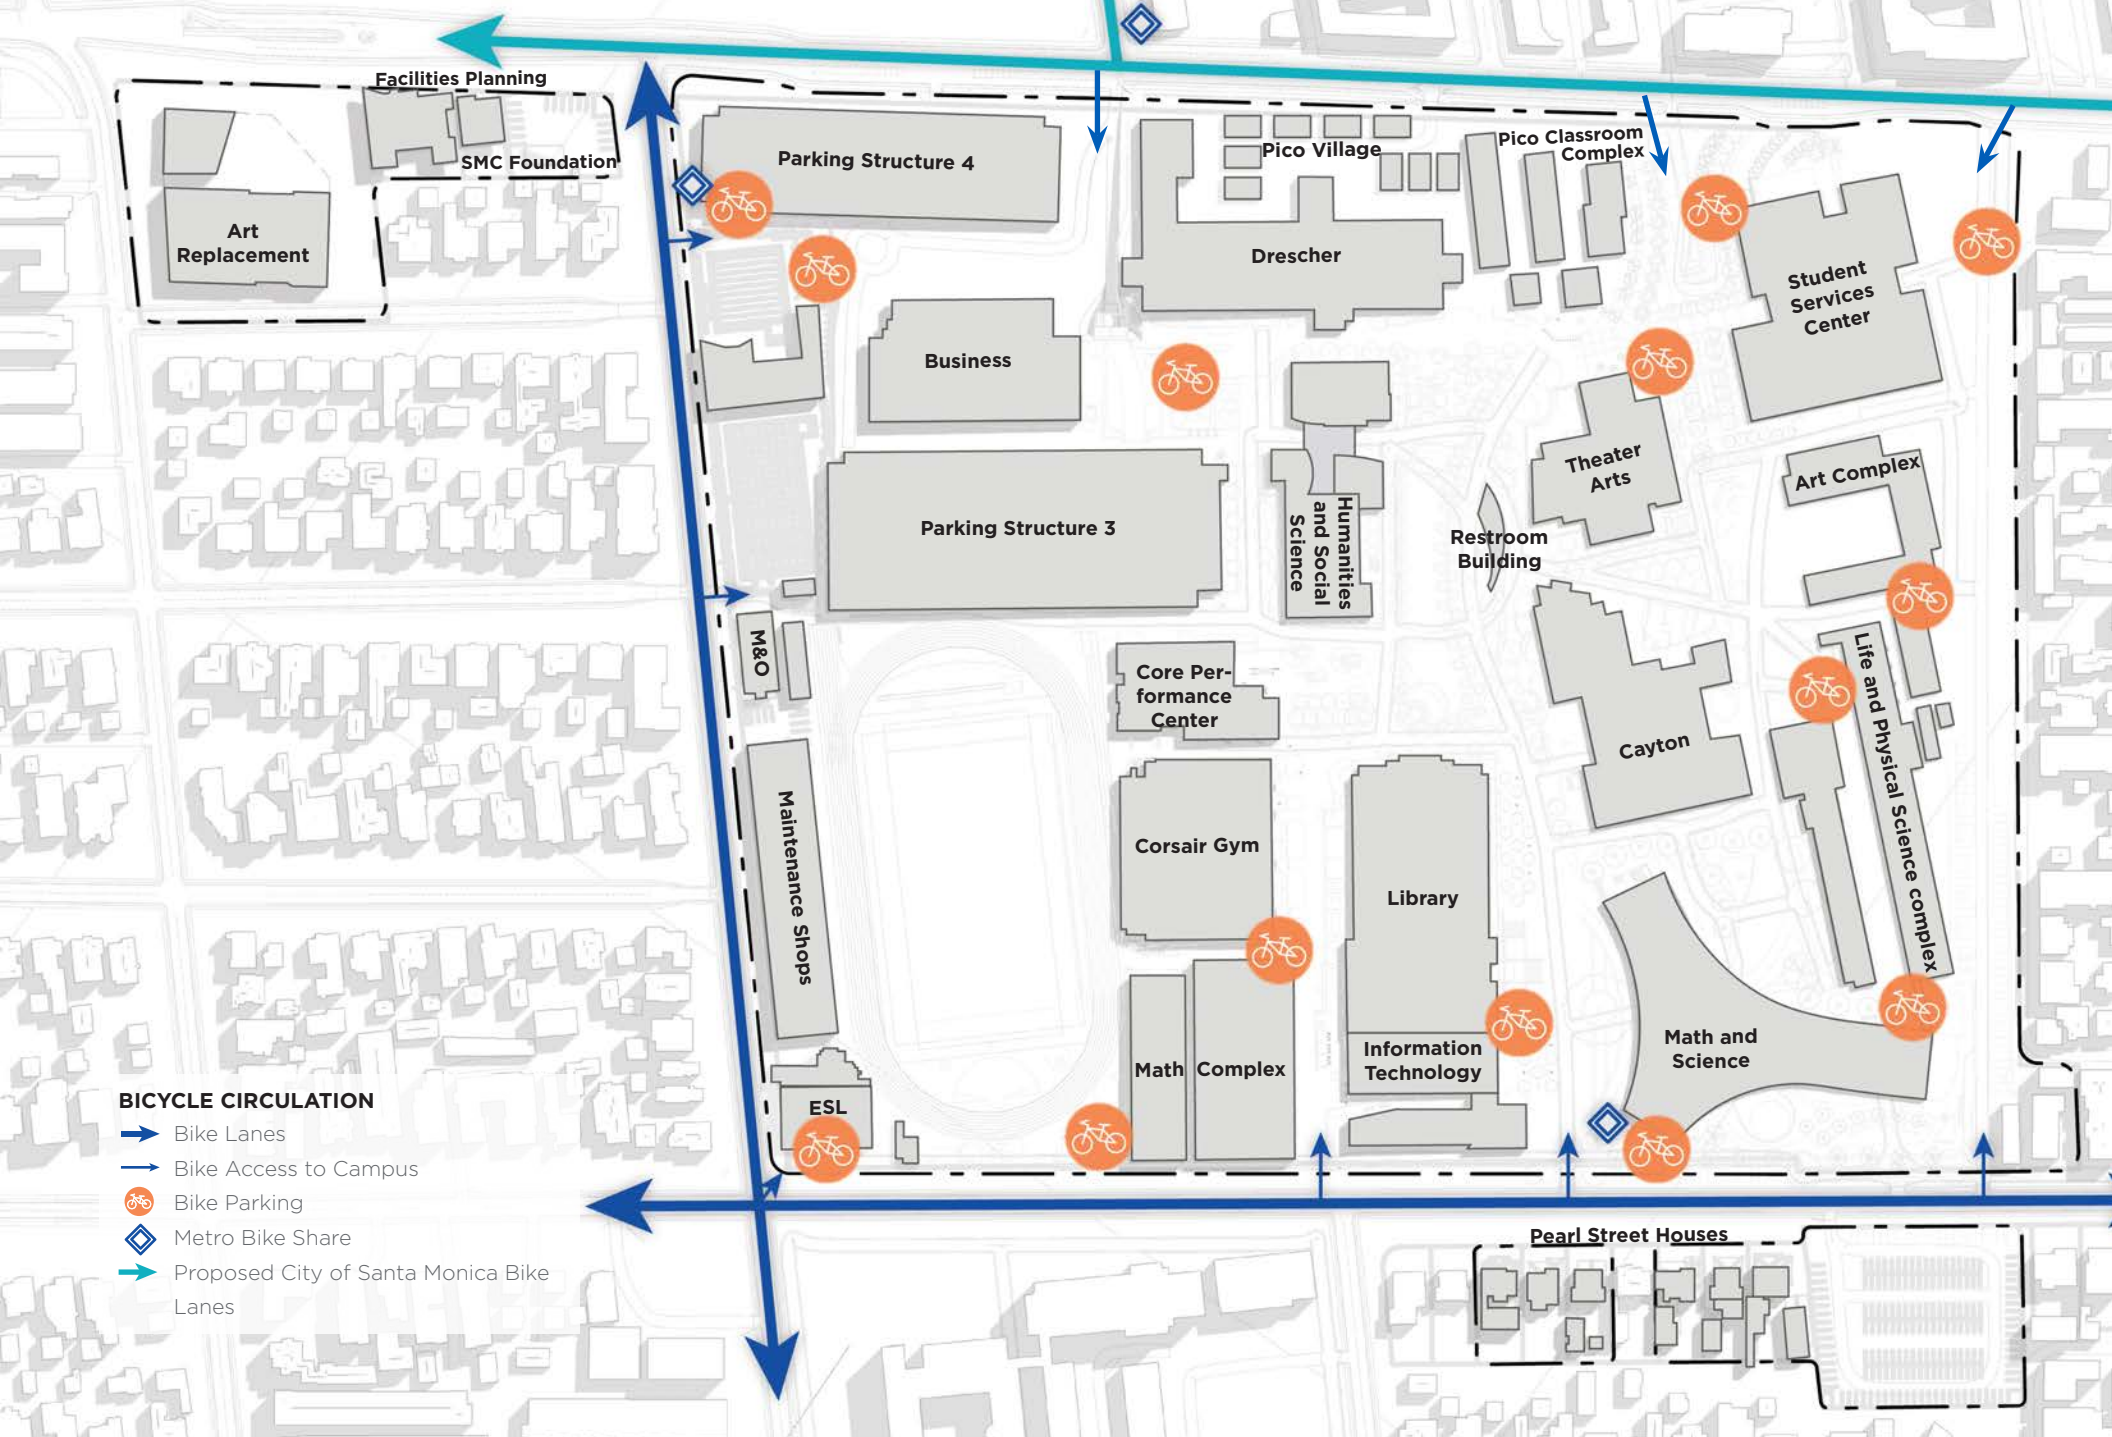 Facilities Planning
SMC Foundation
Art
Replacement
Parking Structure 4
Pico Village
Pico Classroom
Complex
Drescher
Student
Services
Center
Business
Theater
Arts
Art Complex
Parking Structure 3
Humanities
and Social
Science
Restroom
Building
M&O
Core Per-
formance
Center
Life and Physical Science complex
Cayton
Maintenance Shops
Corsair Gym
Library
Math and
Science
Information
Technology
Math
Complex
ESL
BICYCLE CIRCULATION
Bike Lanes
Bike Access to Campus
Bike Parking
Metro Bike Share
Proposed City of Santa Monica Bike
Lanes
Pearl Street Houses